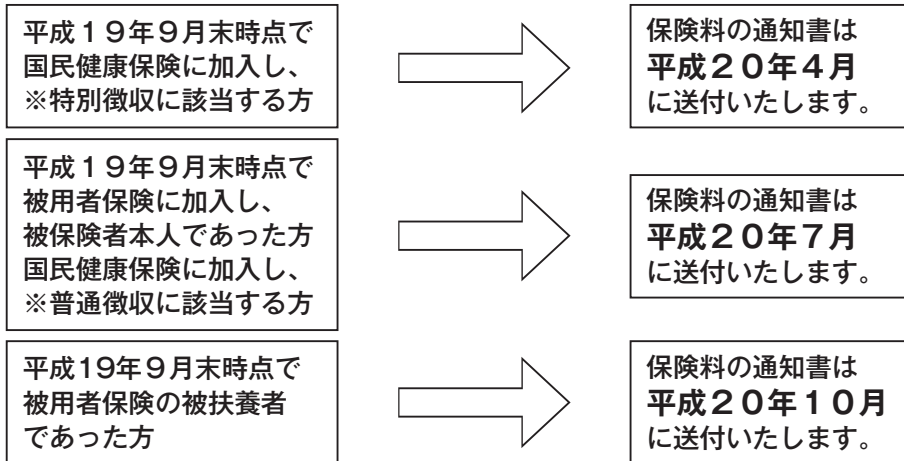 平成１９年９月末時点で
国民健康保険に加入し、
※特別徴収に該当する方
保険料の通知書は
平成２０年４月
に送付いたします。
平成１９年９月末時点で
被用者保険に加入し、
被保険者本人であった方
国民健康保険に加入し、
※普通徴収に該当する方
保険料の通知書は
平成２０年７月
に送付いたします。
平成19年９月末時点で
被用者保険の被扶養者
であった方
保険料の通知書は
平成２０年１０月
に送付いたします。